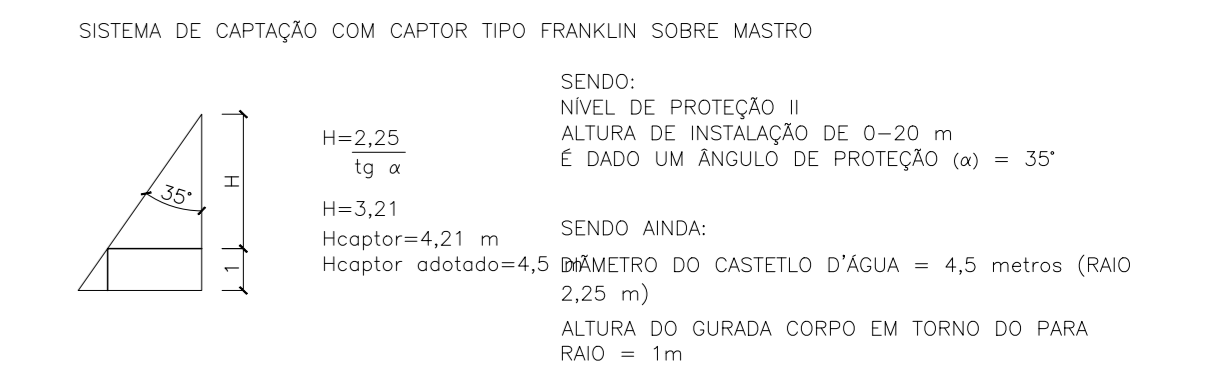 SISTEMA DE CAPTAÇÃO COM CAPTOR TIPO FRANKLIN SOBRE MASTRO
35°
H
1
H=2,25
tg α
H=3,21
Hcaptor=4,21 m
Hcaptor adotado=4,5 m
SENDO:
NÍVEL DE PROTEÇÃO II
ALTURA DE INSTALAÇÃO DE 0-20 m
É DADO UM ÂNGULO DE PROTEÇÃO (α) = 35°
SENDO AINDA:
DIÂMETRO DO CASTETLO D'ÁGUA = 4,5 metros (RAIO
2,25 m)
ALTURA DO GURADA CORPO EM TORNO DO PARA
RAIO = 1m